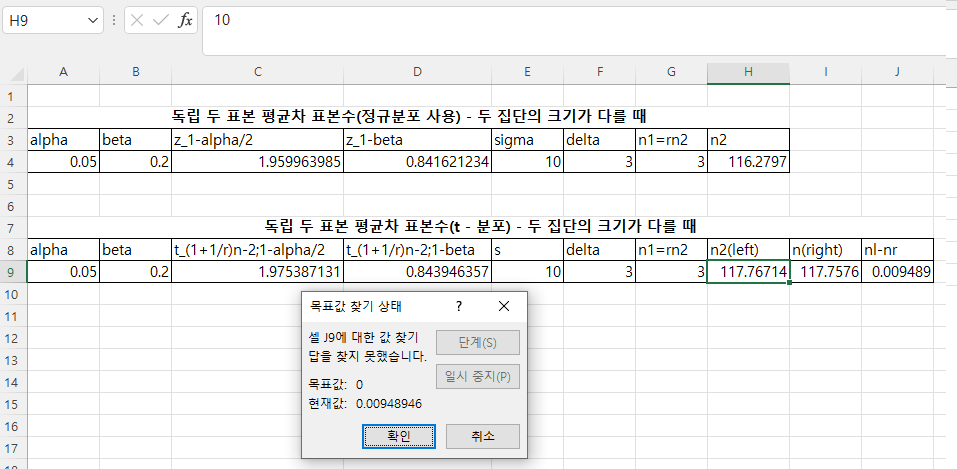 H9 fx 10
A B C D E F G H I J
1
2 독립 두 표본 평균차 표본수(정규분포 사용) - 두 집단의 크기가 다를 때
3 alpha beta z_1-alpha/2 z_1-beta sigma delta n1=rn2 n2
4 0.05 0.2 1.959963985 0.841621234 10 3 3 116.2797
5
6
7 독립 두 표본 평균차 표본수(t - 분포) - 두 집단의 크기가 다를 때
8 alpha beta t_(1+1/r)n-2;1-alpha/2 t_(1+1/r)n-2;1-beta s delta n1=rn2 n2(left) n(right) nl-nr
9 0.05 0.2 1.975387131 0.843946357 10 3 3 117.76714 117.7576 0.009489
10
목표값 찾기 상태 ?
11
셀 J9에 대한 값 찾기 단계(S)
12
답을 찾지 못했습니다.
13
일시 중지(P)
14
목표값: 0
현재값: 0.00948946
15
16
확인 취소
17
18